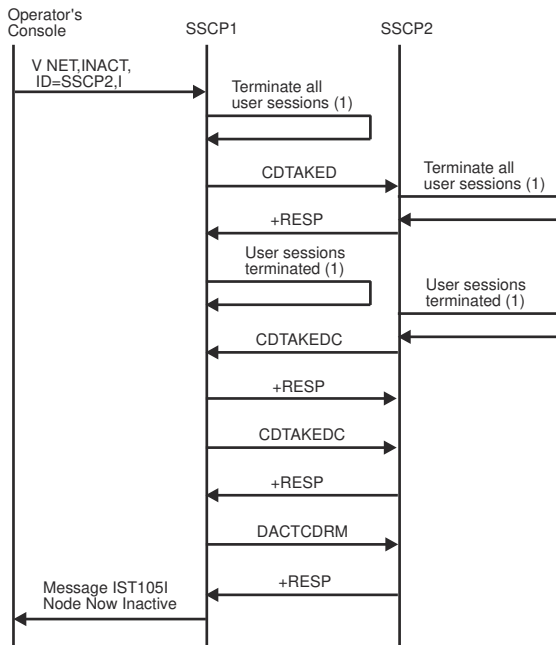 Operator's
Console
SSCP1
SSCP2
V NET,INACT,
ID=SSCP2,I
Terminate all
user sessions (1)
CDTAKED
Terminate all
user sessions (1)
+RESP
User sessions
terminated (1)
User sessions
terminated (1)
CDTAKEDC
+RESP
CDTAKEDC
+RESP
DACTCDRM
+RESP
Message IST105I
Node Now Inactive